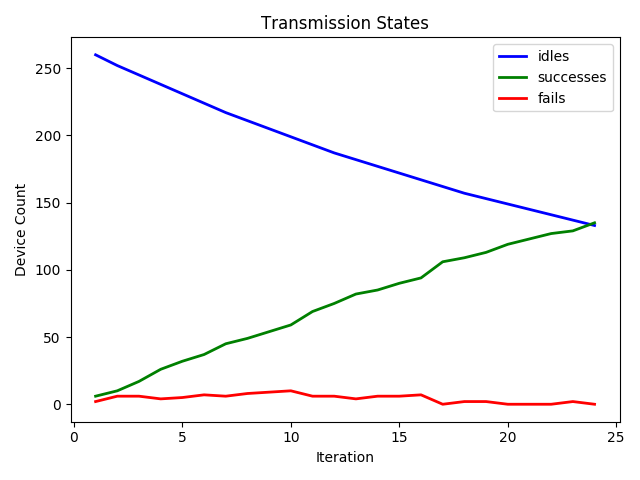 Transmission States
idles
successes
fails
Device Count
250
200
150
100
50
0
0 5 10 15 20 25
Iteration